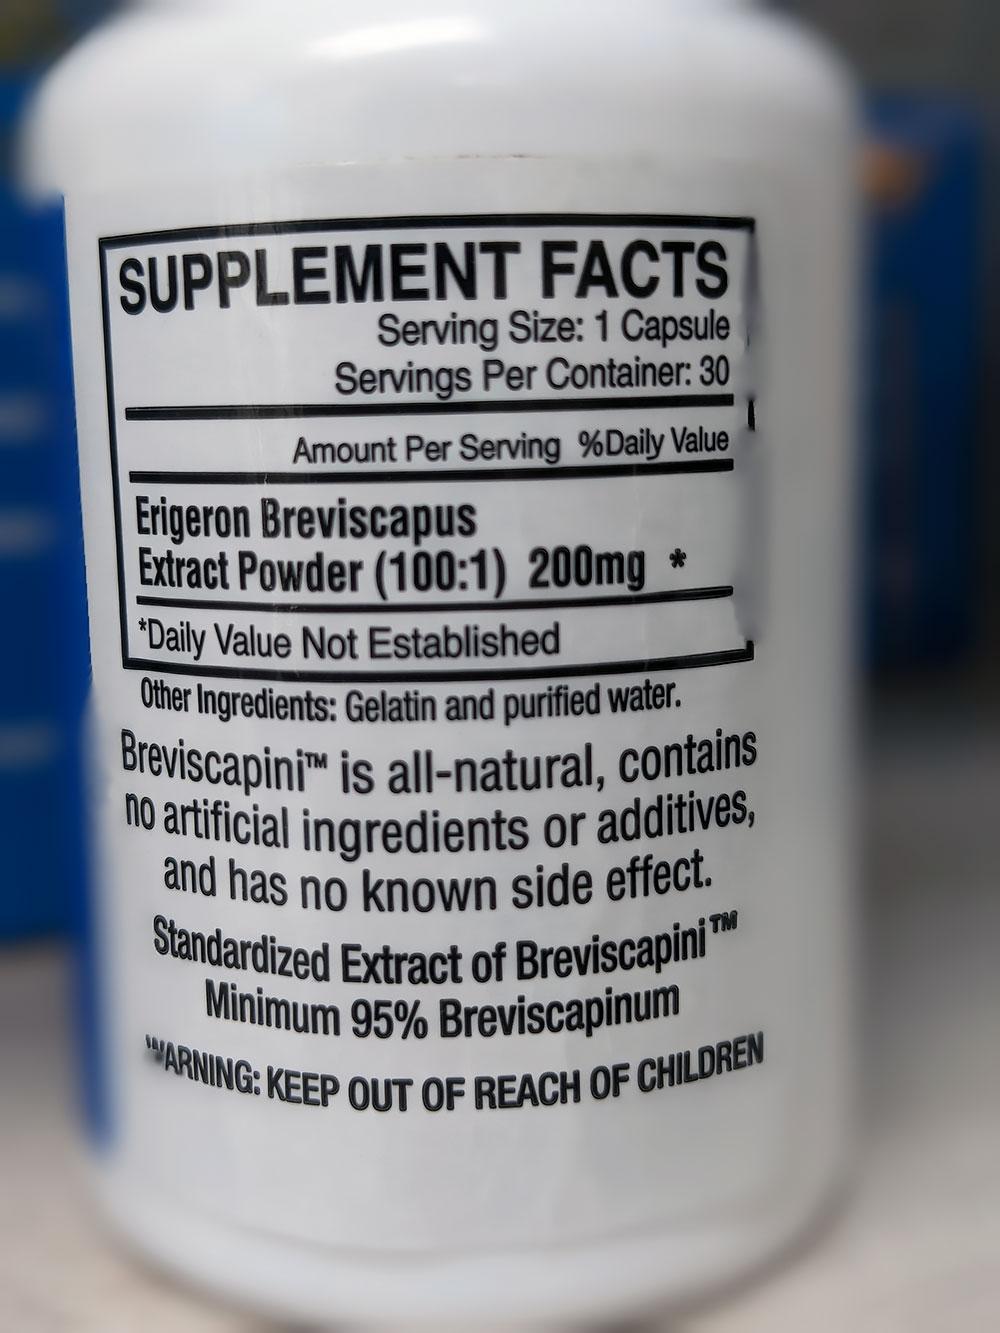 SUPPLEMENT FACTS
Serving Size: 1 Capsule
Servings Per Container: 30
Amount Per Serving %Daily Value
Erigeron Breviscapus
Extract Powder (100:1) 200mg *
*Daily Value Not Established
Other Ingredients: Gelatin and purified water.
Breviscapini™ is all-natural, contains
no artificial ingredients or additives,
and has no known side effect.
Standardized Extract of Breviscapini™
Minimum 95% Breviscapinum
WARNING: KEEP OUT OF REACH OF CHILDREN